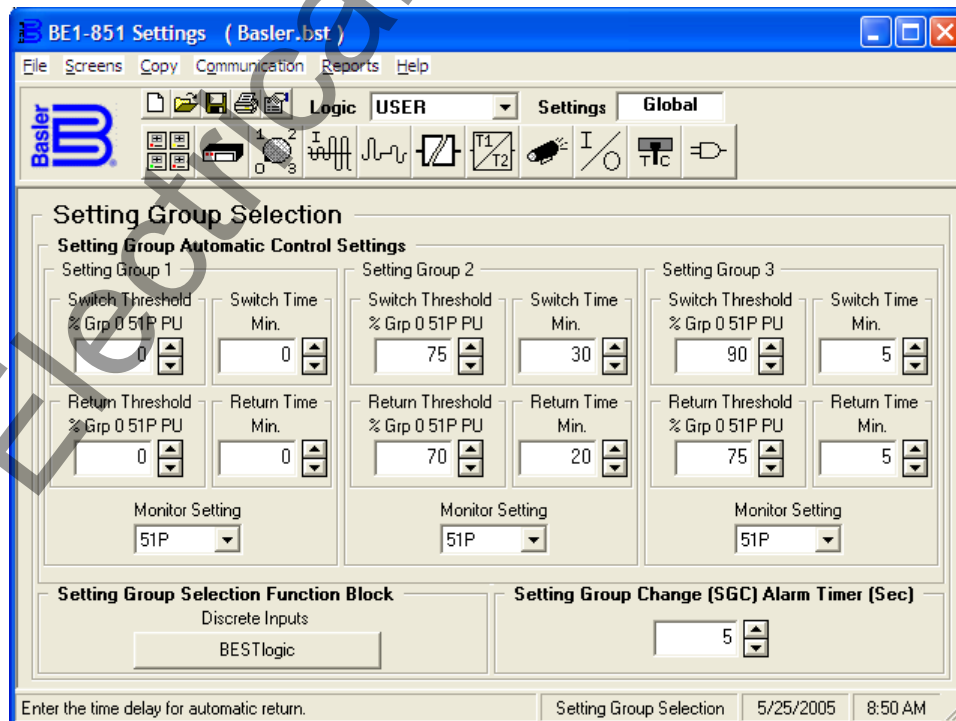 BE1-851 Settings ( Basler.bst )
File Screens Copy Communication Reports Help
Basler
Logic USER Settings Global
1 2 0 3 I T1 T2 I O T C
Setting Group Selection
Setting Group Automatic Control Settings
Setting Group 1 Setting Group 2 Setting Group 3
Switch Threshold Switch Time Switch Threshold Switch Time Switch Threshold Switch Time
% Grp 0 51P PU Min. % Grp 0 51P PU Min. % Grp 0 51P PU Min.
0 0 75 30 90 5
Return Threshold Return Time Return Threshold Return Time Return Threshold Return Time
% Grp 0 51P PU Min. % Grp 0 51P PU Min. % Grp 0 51P PU Min.
0 0 70 20 75 5
Monitor Setting Monitor Setting Monitor Setting
51P 51P 51P
Setting Group Selection Function Block Setting Group Change (SGC) Alarm Timer (Sec)
Discrete Inputs
BESTlogic 5
Enter the time delay for automatic return. Setting Group Selection 5/25/2005 8:50 AM
Electrical